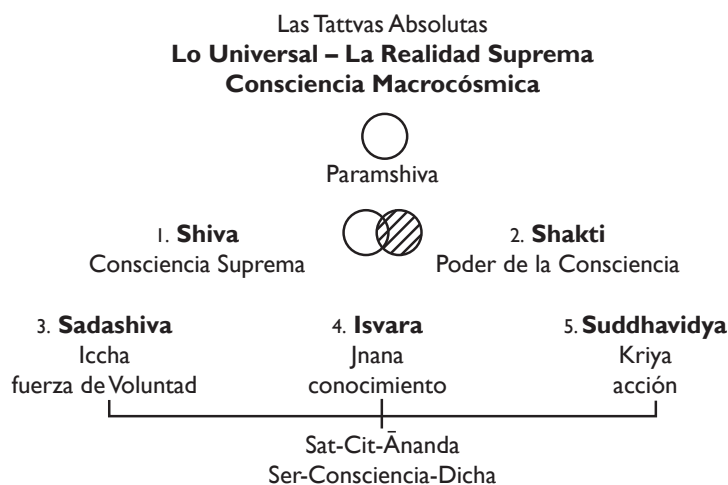 Las Tattvas Absolutas
Lo Universal – La Realidad Suprema
Consciencia Macrocósmica
Paramshiva
1. Shiva
Consciencia Suprema
2. Shakti
Poder de la Consciencia
3. Sadashiva
Iccha
fuerza de Voluntad
4. Isvara
Jnana
conocimiento
5. Suddhavidya
Kriya
acción
Sat-Cit-Ānanda
Ser-Consciencia-Dicha